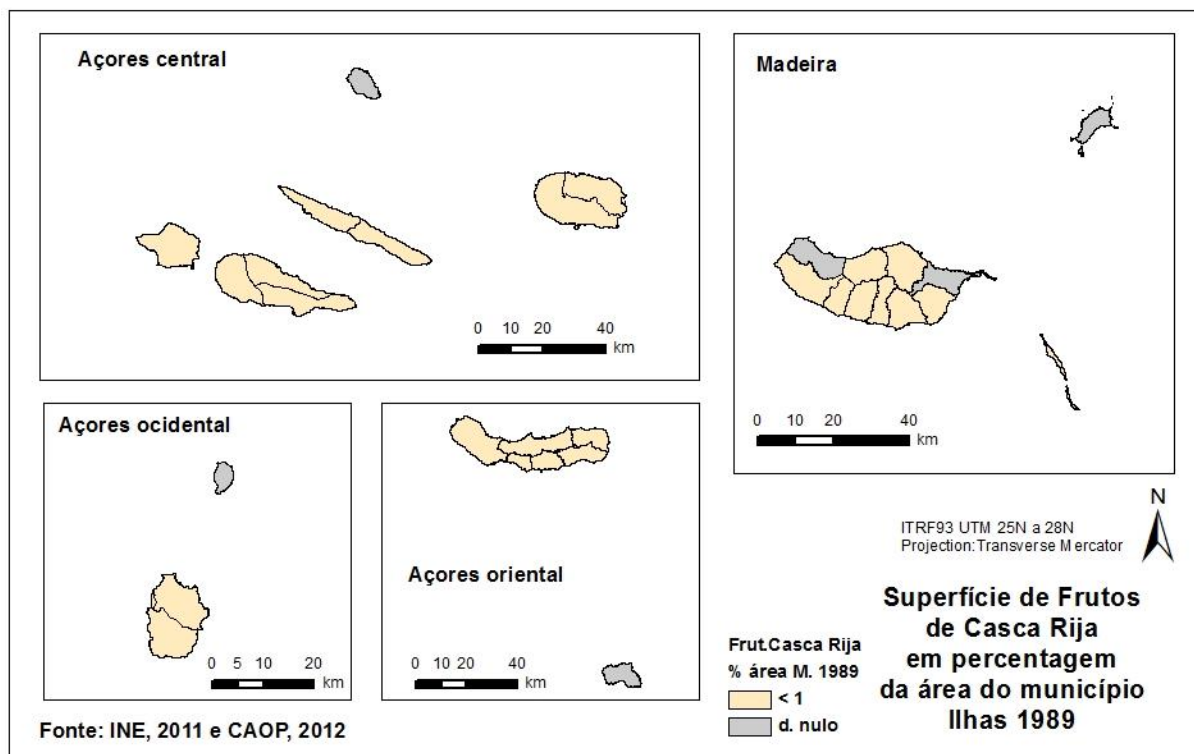 Açores central
0 10 20 40
km
Madeira
0 10 20 40
km
Açores ocidental
0 5 10 20
km
Açores oriental
0 10 20 40
km
N
ITRF93 UTM 25N a 28N
Projection:Transverse Mercator
Superfície de Frutos
de Casca Rija
em percentagem
da área do município
Ilhas 1989
Frut.Casca Rija
% área M. 1989
< 1
d. nulo
Fonte: INE, 2011 e CAOP, 2012